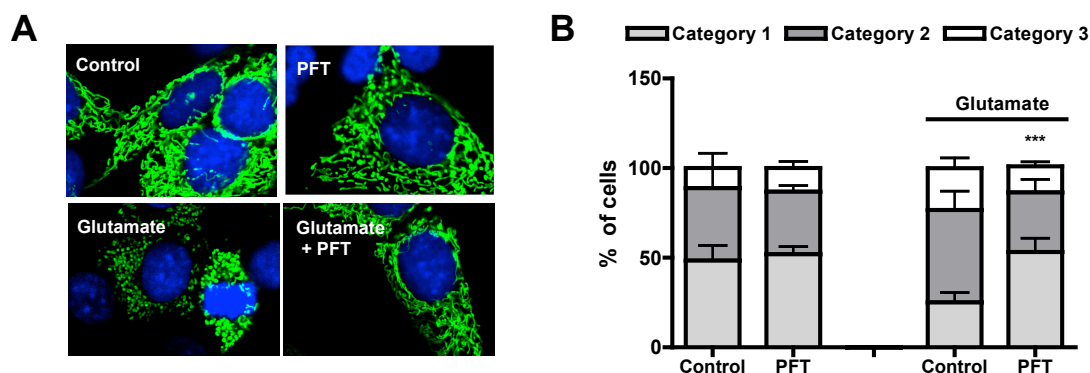 A
Control
PFT
Glutamate
Glutamate
+ PFT
B
Category 1 Category 2 Category 3
% of cells
150
100
50
0
Glutamate
***
Control PFT Control PFT